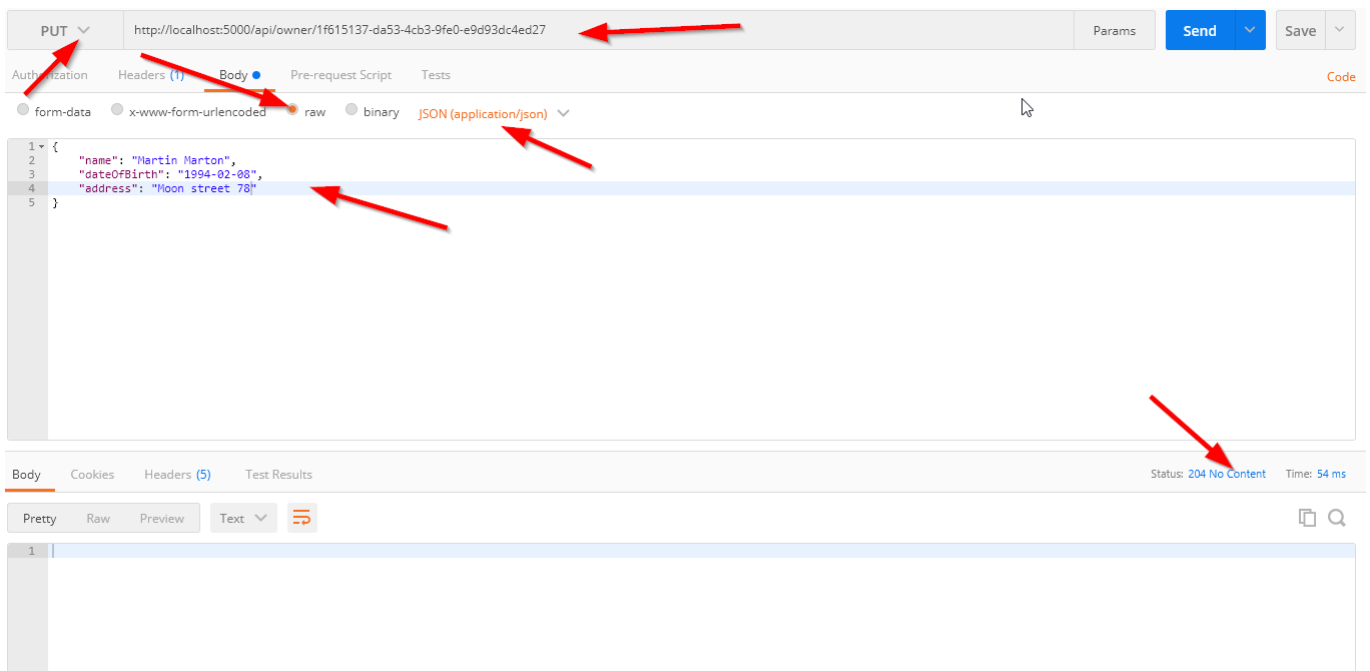 PUT http://localhost:5000/api/owner/1f615137-da53-4cb3-9fe0-e9d93dc4ed27 Params Send Save
Authorization Headers (1) Body Pre-request Script Tests Code
form-data x-www-form-urlencoded raw binary JSON (application/json)
1 {
2 "name": "Martin Marton",
3 "dateOfBirth": "1994-02-08",
4 "address": "Moon street 78"
5 }
Body Cookies Headers (5) Test Results Status: 204 No Content Time: 54 ms
Pretty Raw Preview Text
1